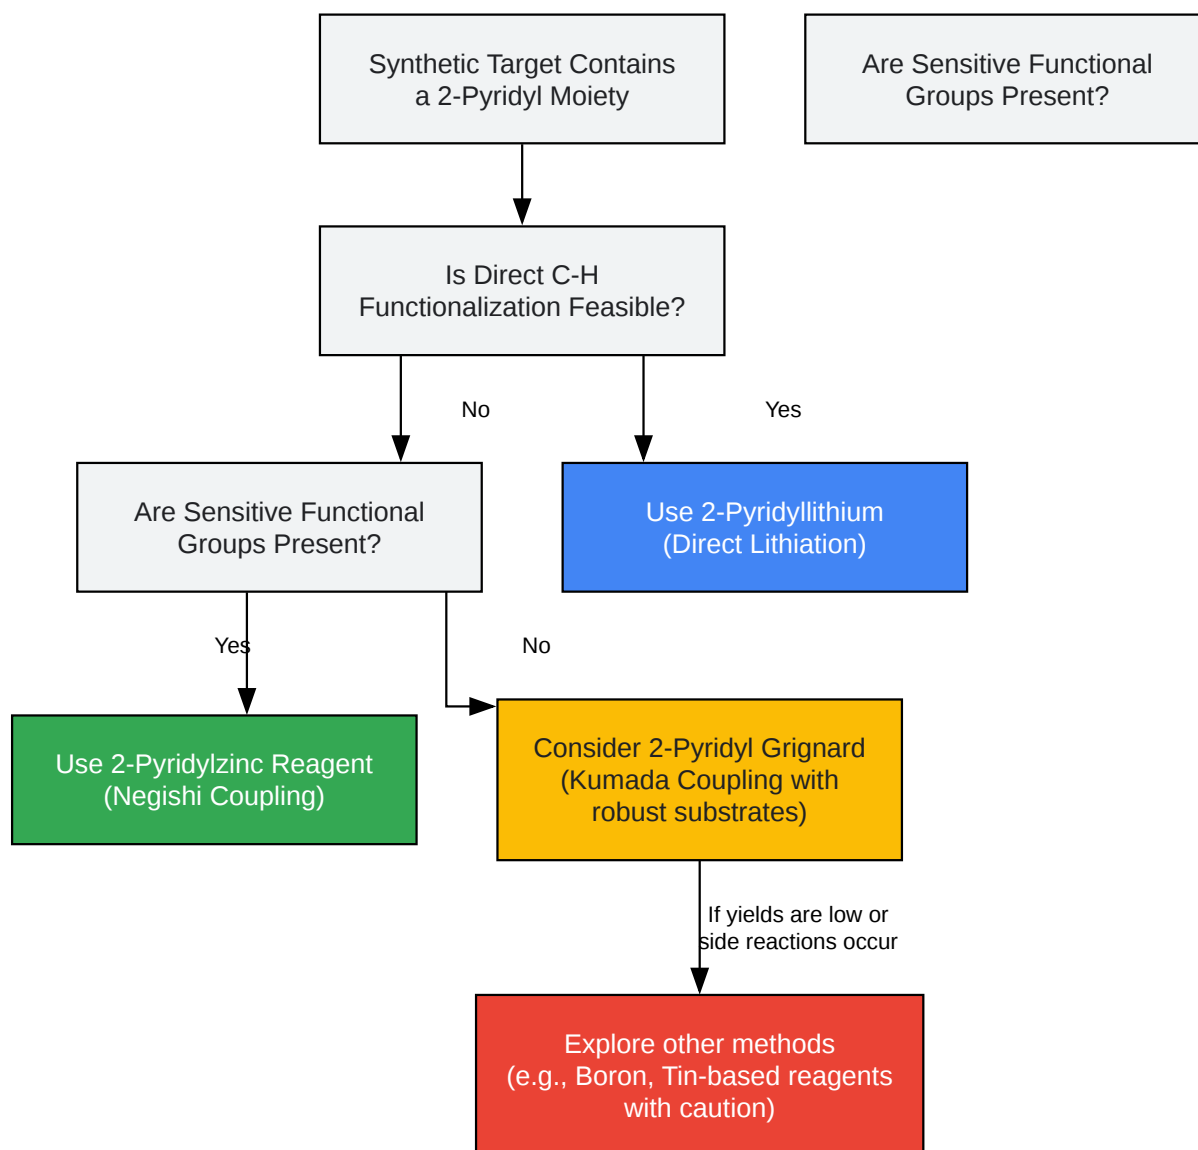 Synthetic Target Contains
a 2-Pyridyl Moiety
Are Sensitive Functional
Groups Present?
Is Direct C-H
Functionalization Feasible?
No
Yes
Are Sensitive Functional
Groups Present?
Use 2-Pyridyllithium
(Direct Lithiation)
Yes
No
Use 2-Pyridylzinc Reagent
(Negishi Coupling)
Consider 2-Pyridyl Grignard
(Kumada Coupling with
robust substrates)
If yields are low or
side reactions occur
Explore other methods
(e.g., Boron, Tin-based reagents
with caution)